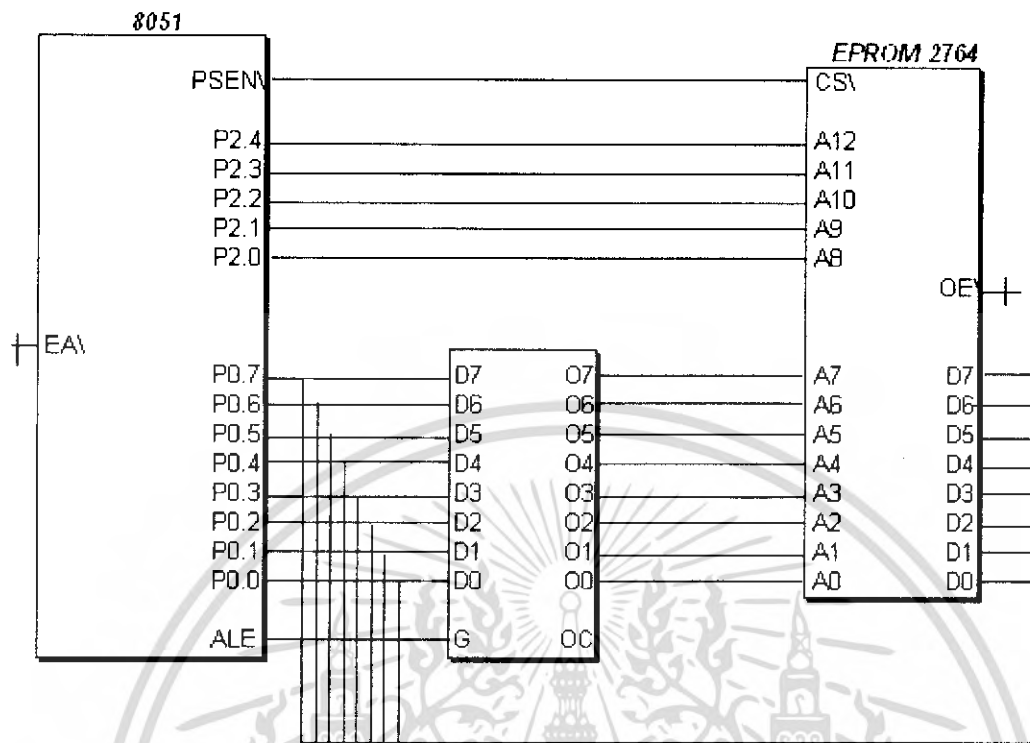 8051
EPROM 2764
PSEN\
CS\
P2.4
A12
P2.3
A11
P2.2
A10
P2.1
A9
P2.0
A8
OE\
EA\
P0.7
D7
O7
A7
D7
P0.6
D6
O6
A6
D6
P0.5
D5
O5
A5
D5
P0.4
D4
O4
A4
D4
P0.3
D3
O3
A3
D3
P0.2
D2
O2
A2
D2
P0.1
D1
O1
A1
D1
P0.0
D0
O0
A0
D0
ALE
G
OC